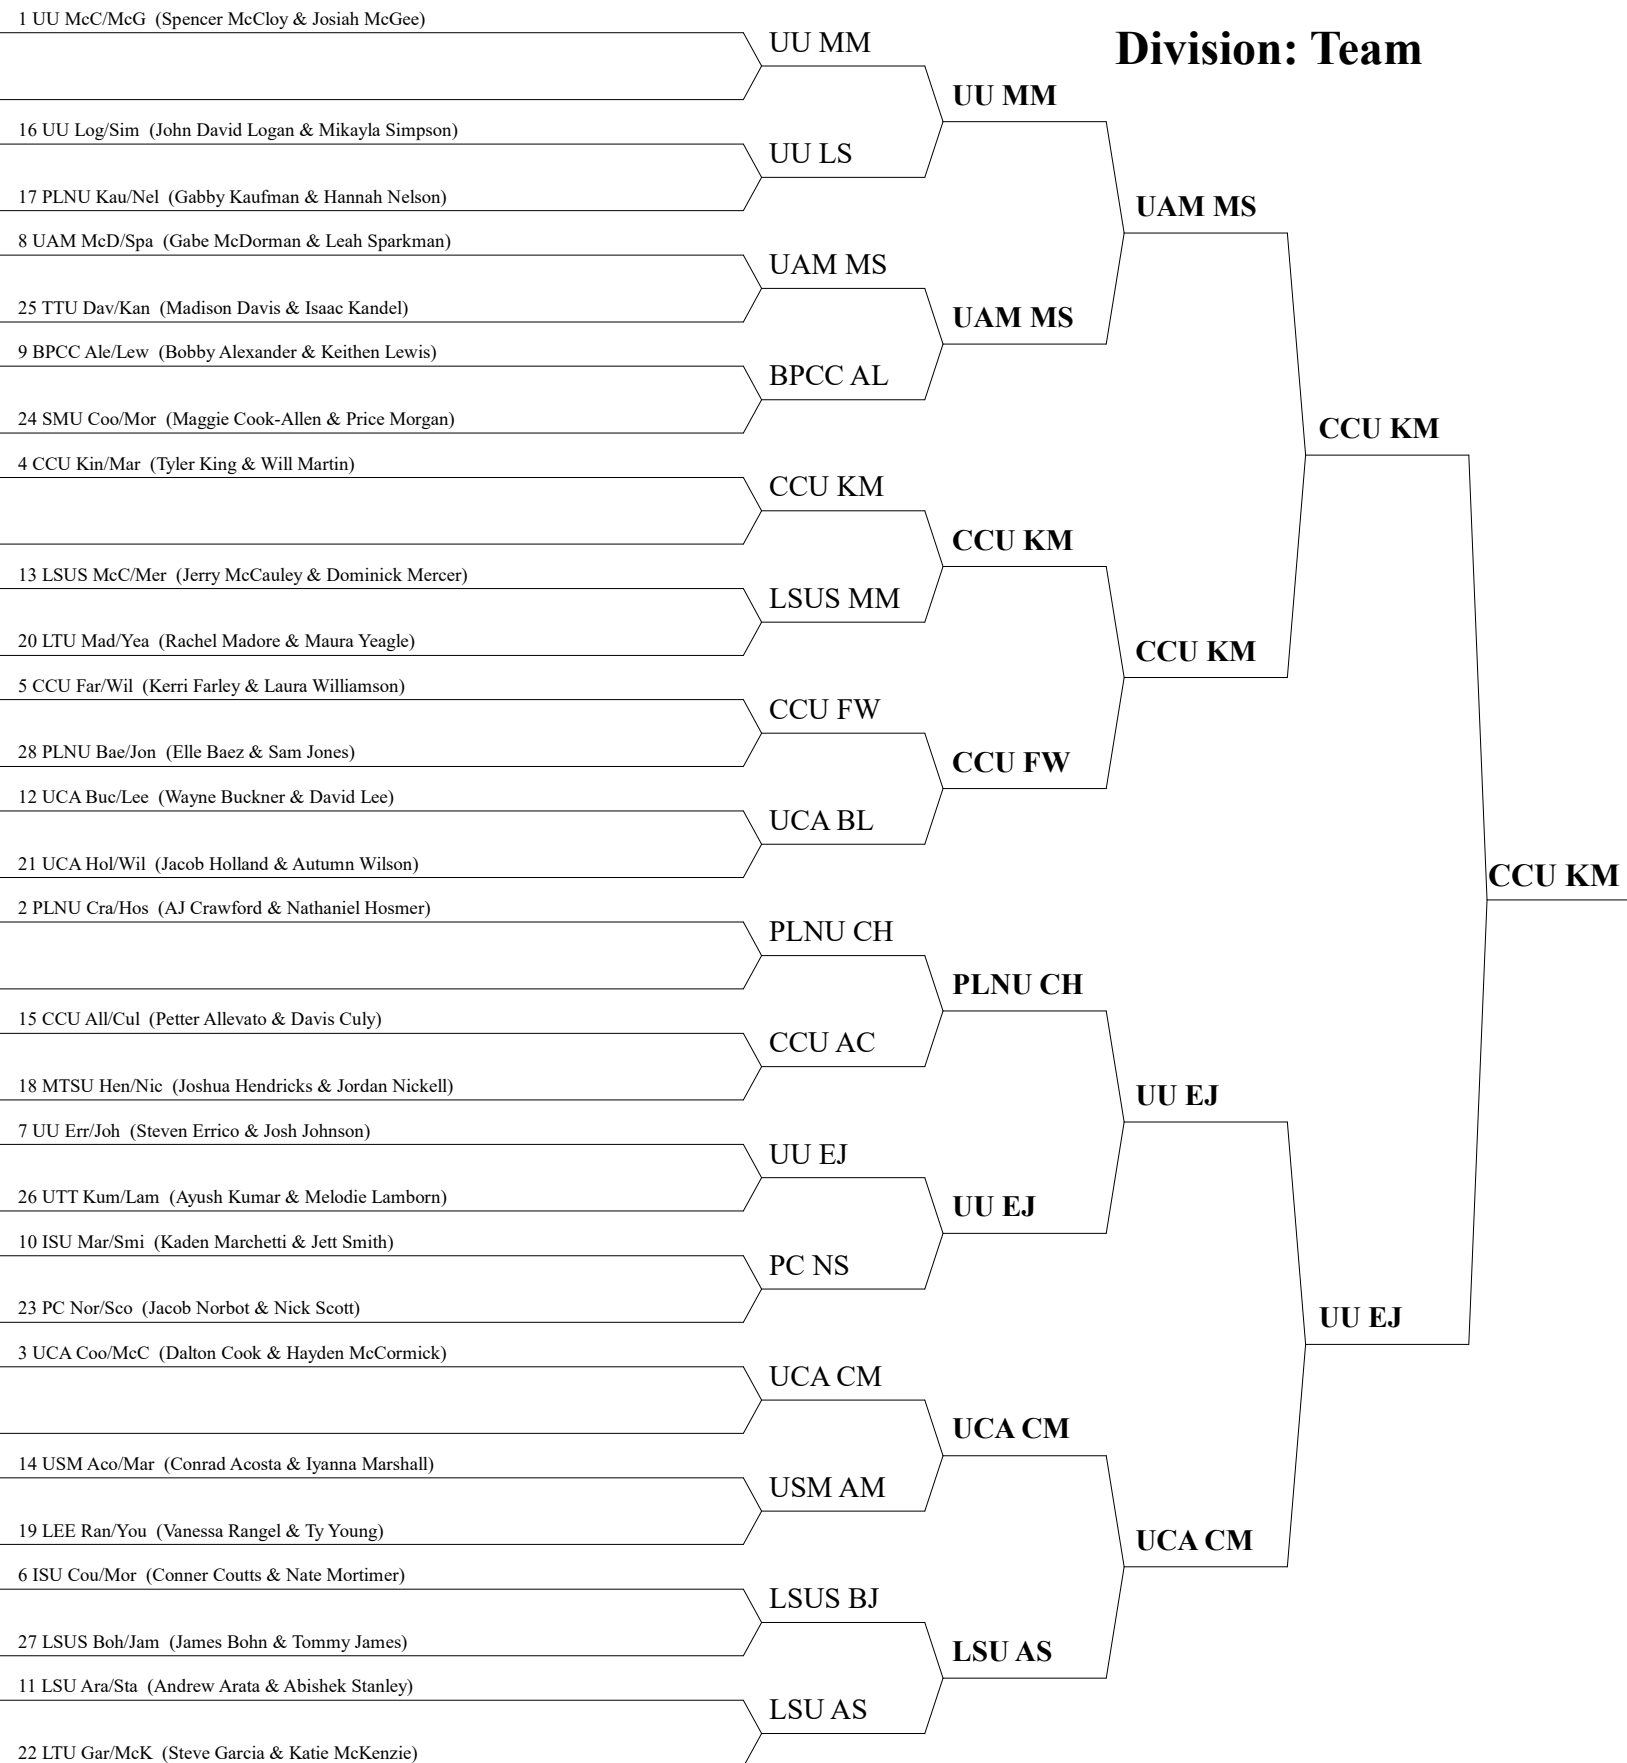 1 UU McC/McG (Spencer McCloy & Josiah McGee)
UU MM
Division: Team
UU MM
16 UU Log/Sim (John David Logan & Mikayla Simpson)
UU LS
17 PLNU Kau/Nel (Gabby Kaufman & Hannah Nelson)
UAM MS
8 UAM McD/Spa (Gabe McDorman & Leah Sparkman)
UAM MS
25 TTU Dav/Kan (Madison Davis & Isaac Kandel)
UAM MS
9 BPCC Ale/Lew (Bobby Alexander & Keithen Lewis)
BPCC AL
24 SMU Coo/Mor (Maggie Cook-Allen & Price Morgan)
CCU KM
4 CCU Kin/Mar (Tyler King & Will Martin)
CCU KM
CCU KM
13 LSUS McC/Mer (Jerry McCauley & Dominick Mercer)
LSUS MM
20 LTU Mad/Yea (Rachel Madore & Maura Yeagle)
CCU KM
5 CCU Far/Wil (Kerri Farley & Laura Williamson)
CCU FW
28 PLNU Bae/Jon (Elle Baez & Sam Jones)
CCU FW
12 UCA Buc/Lee (Wayne Buckner & David Lee)
UCA BL
21 UCA Hol/Wil (Jacob Holland & Autumn Wilson)
CCU KM
2 PLNU Cra/Hos (AJ Crawford & Nathaniel Hosmer)
PLNU CH
PLNU CH
15 CCU All/Cul (Petter Allevato & Davis Culy)
CCU AC
18 MTSU Hen/Nic (Joshua Hendricks & Jordan Nickell)
UU EJ
7 UU Err/Joh (Steven Errico & Josh Johnson)
UU EJ
26 UTT Kum/Lam (Ayush Kumar & Melodie Lamborn)
UU EJ
10 ISU Mar/Smi (Kaden Marchetti & Jett Smith)
PC NS
23 PC Nor/Sco (Jacob Norbot & Nick Scott)
UU EJ
3 UCA Coo/McC (Dalton Cook & Hayden McCormick)
UCA CM
UCA CM
14 USM Aco/Mar (Conrad Acosta & Iyanna Marshall)
USM AM
19 LEE Ran/You (Vanessa Rangel & Ty Young)
UCA CM
6 ISU Cou/Mor (Conner Coutts & Nate Mortimer)
LSUS BJ
27 LSUS Boh/Jam (James Bohn & Tommy James)
LSU AS
11 LSU Ara/Sta (Andrew Arata & Abishek Stanley)
LSU AS
22 LTU Gar/McK (Steve Garcia & Katie McKenzie)